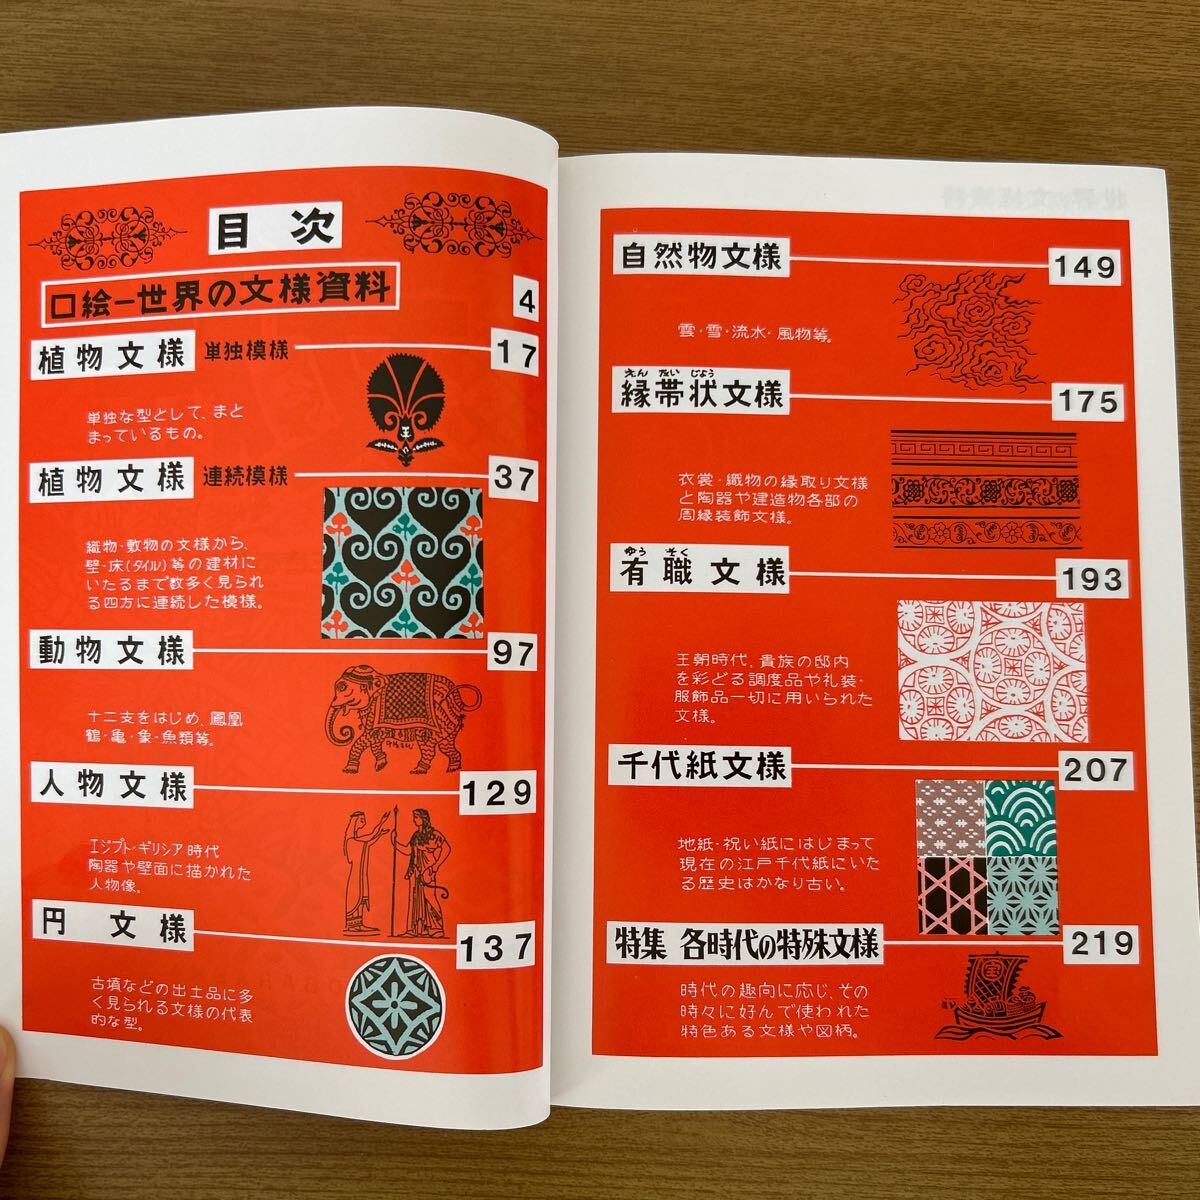 目次
口絵ー世界の文様資料 4
植物文様 単独模様 17
単独な型として、まと
まっているもの。
植物文様 連続模様 37
織物・敷物の文様から、
壁・床(タイル)等の建材に
いたるまで数多く見られ
る四方に連続した模様。
動物文様 97
十二支をはじめ、鳳凰
鶴・亀・象・魚類等。
人物文様 129
エジプト・ギリシア時代
陶器や壁面に描かれた
人物像。
円文様 137
古墳などの出土品に多
く見られる文様の代表
的な型。
自然物文様 149
雲・雪・流水・風物等。
えんたいじょう
縁帯状文様 175
衣裳・織物の縁取り文様
と陶器や建造物各部の
周縁装飾文様。
ゆうそく
有職文様 193
王朝時代、貴族の邸内
を彩どる調度品や礼装・
服飾品一切に用いられた
文様。
千代紙文様 207
地紙・祝い紙にはじまって
現在の江戸千代紙にいた
る歴史はかなり古い。
特集 各時代の特殊文様 219
時代の趣向に応じ、その
時々に好んで使われた
特色ある文様や図柄。